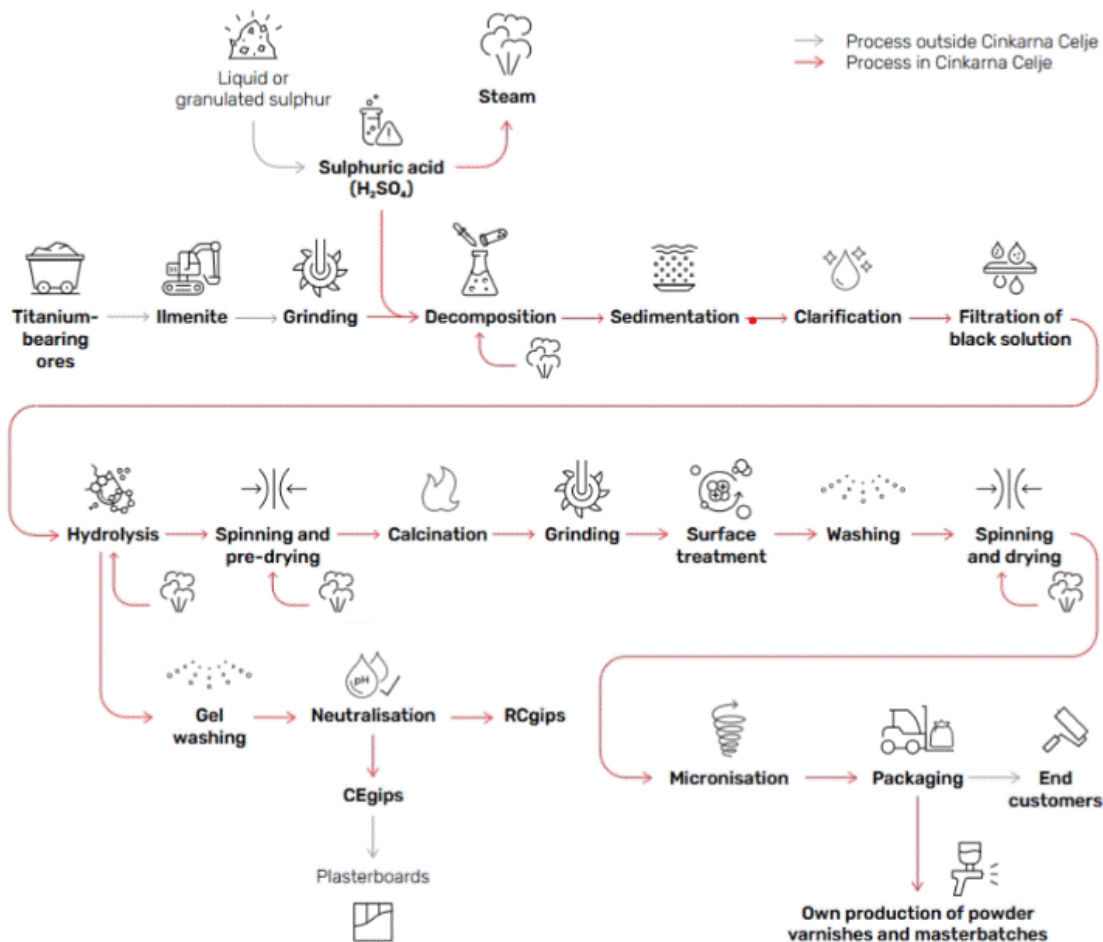 Process outside Cinkarna Celje
Process in Cinkarna Celje
Liquid or
granulated sulphur
Steam
Sulphuric acid
(H₂SO₄)
Titanium-
bearing
ores
Ilmenite
Grinding
Decomposition
Sedimentation
Clarification
Filtration of
black solution
Hydrolysis
Spinning and
pre-drying
Calcination
Grinding
Surface
treatment
Washing
Spinning
and drying
Gel
washing
pH
Neutralisation
RCgips
CEgips
Plasterboards
Micronisation
Packaging
End
customers
Own production of powder
varnishes and masterbatches